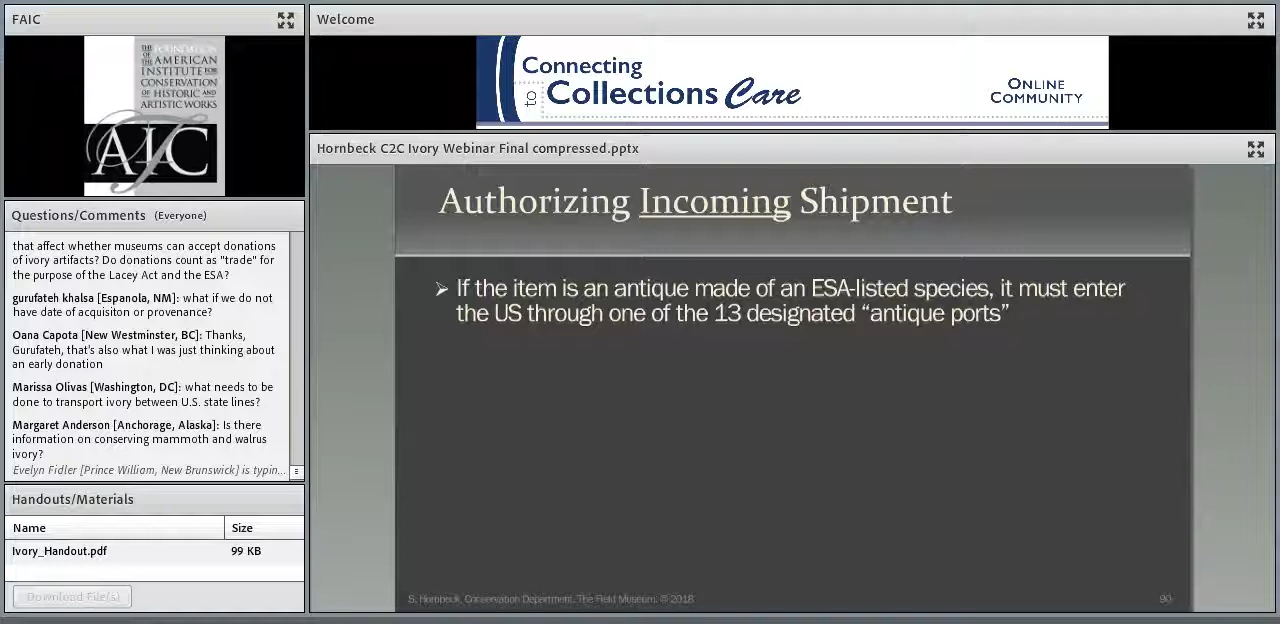 FAIC
THE FOUNDATION
OF THE AMERICAN
INSTITUTE FOR
CONSERVATION
OF HISTORIC AND
ARTISTIC WORKS
AIC
Questions/Comments (Everyone)
that affect whether museums can accept donations
of ivory artifacts? Do donations count as "trade" for
the purpose of the Lacey Act and the ESA?
gurufateh khalsa [Espanola, NM]: what if we do not
have date of acquisiton or provenance?
Oana Capota [New Westminster, BC]: Thanks,
Gurufateh, that's also what I was just thinking about
an early donation
Marissa Olivas [Washington, DC]: what needs to be
done to transport ivory between U.S. state lines?
Margaret Anderson [Anchorage, Alaska]: Is there
information on conserving mammoth and walrus
ivory?
Evelyn Fidler [Prince William, New Brunswick] is typin...
Handouts/Materials
Name Size
Ivory_Handout.pdf 99 KB
Download File(s)
Welcome
Connecting
to Collections Care
ONLINE
COMMUNITY
Hornbeck C2C Ivory Webinar Final compressed.pptx
Authorizing Incoming Shipment
➢ If the item is an antique made of an ESA-listed species, it must enter
the US through one of the 13 designated “antique ports”
S. Hornbeck, Conservation Department, The Field Museum, © 2018
90